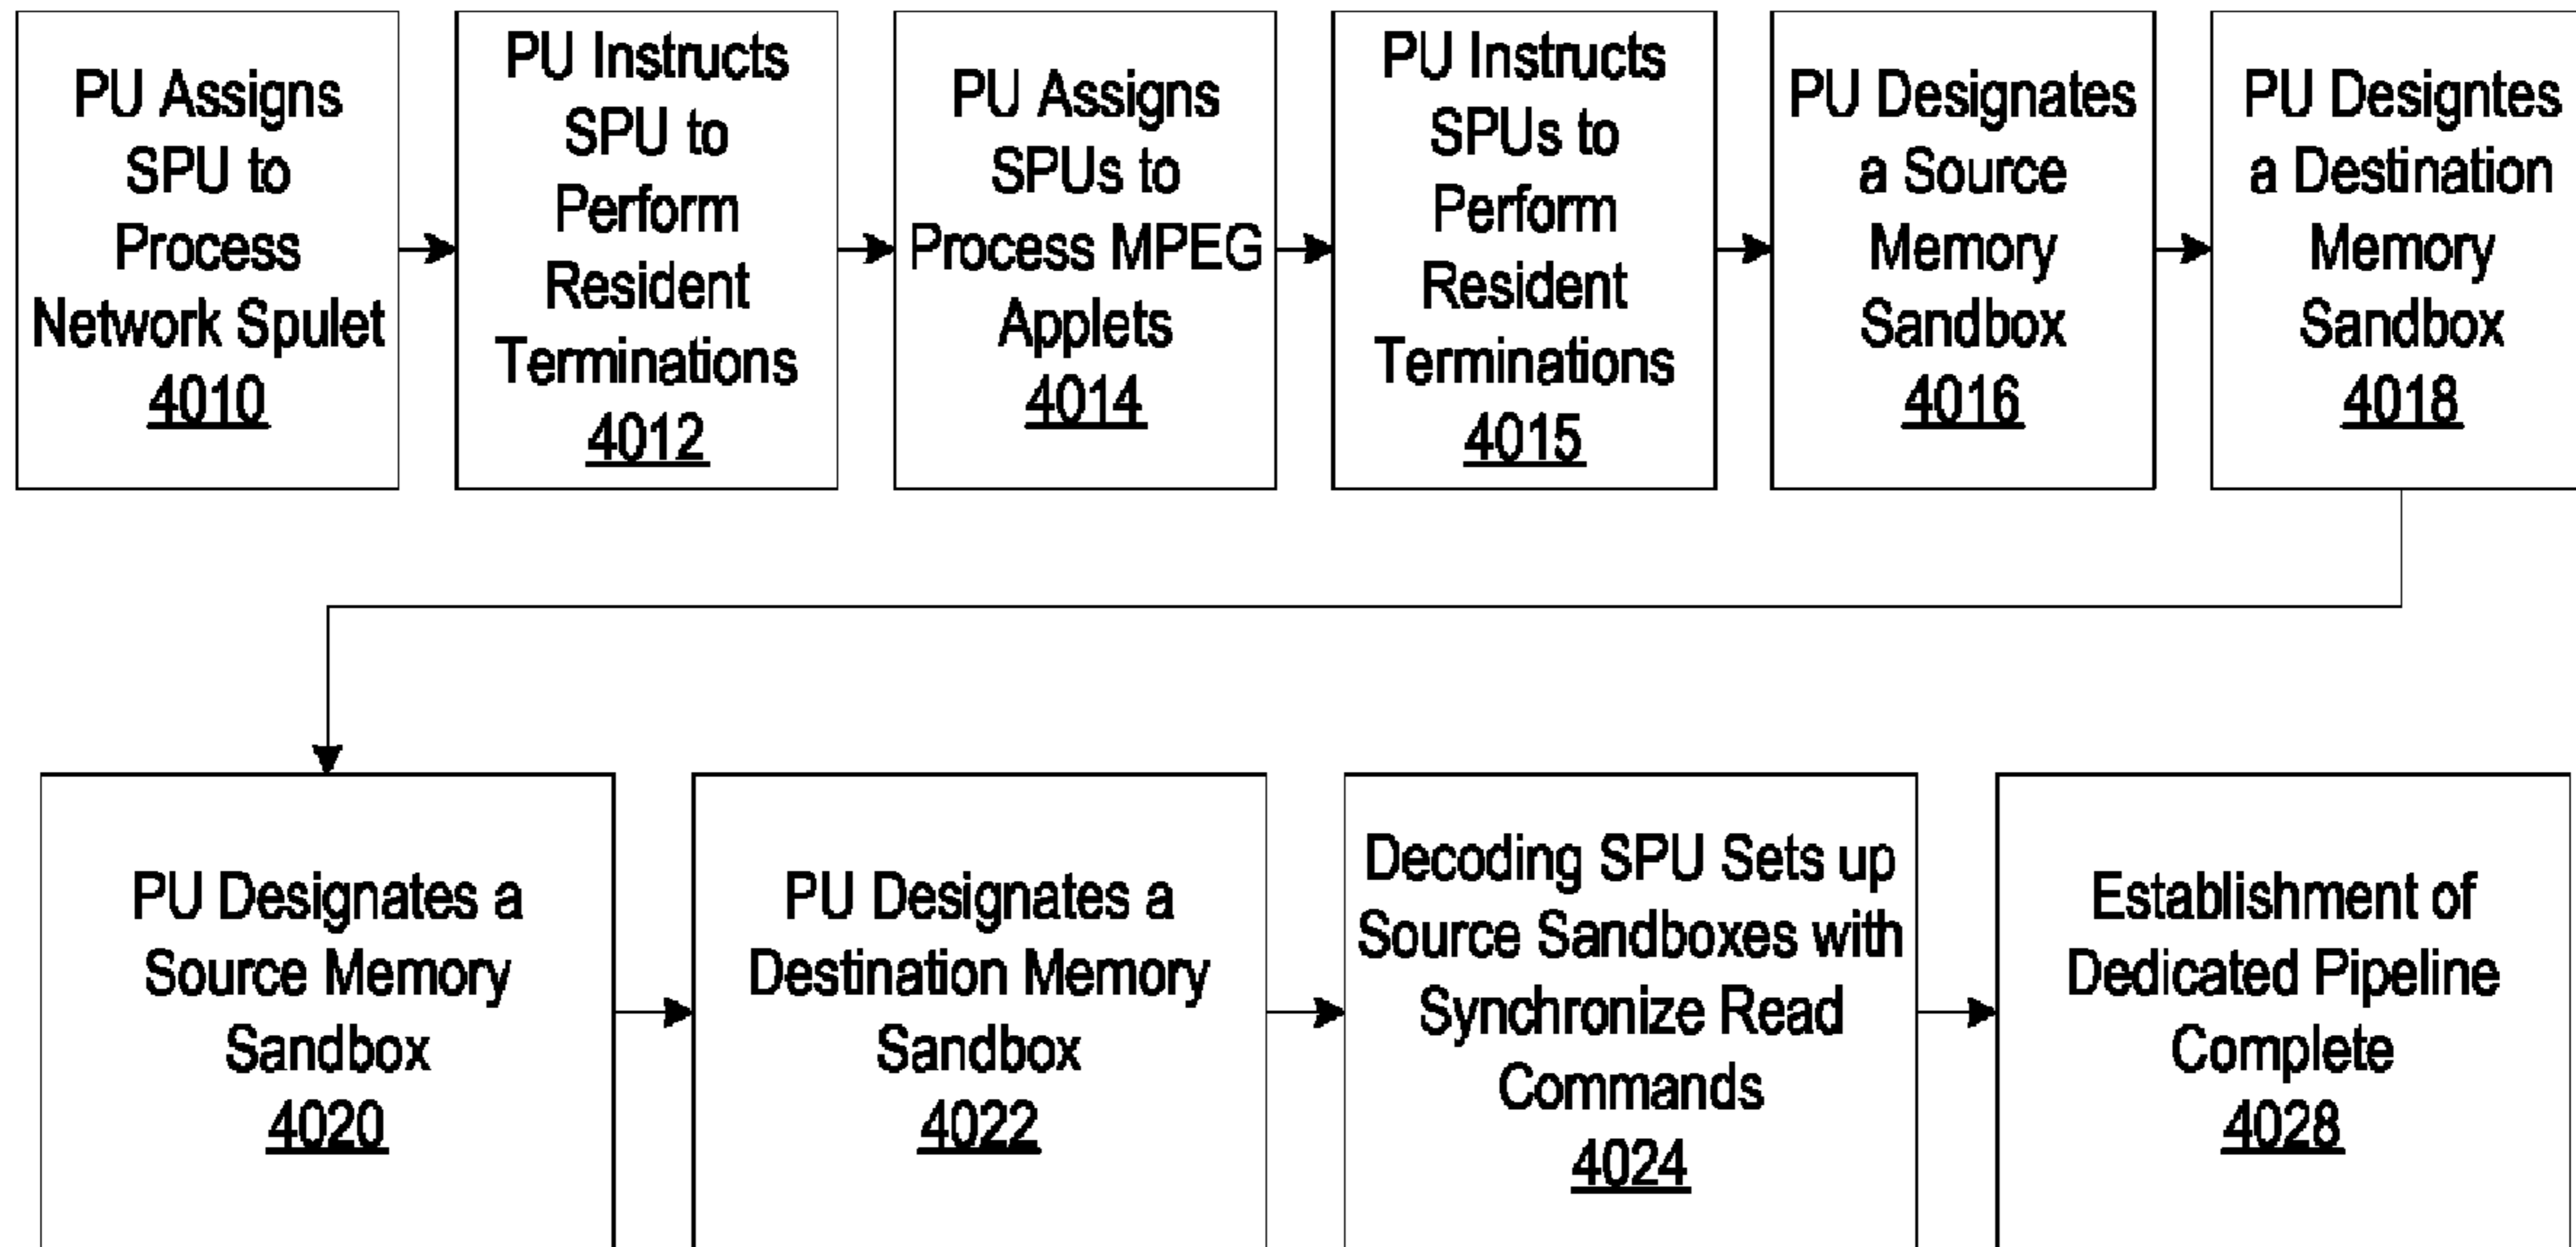 PU Assigns
SPU to
Process
Network Spulet
4010
PU Instructs
SPU to
Perform
Resident
Terminations
4012
PU Assigns
SPUs to
Process MPEG
Applets
4014
PU Instructs
SPUs to
Perform
Resident
Terminations
4015
PU Designates
a Source
Memory
Sandbox
4016
PU Designtes
a Destination
Memory
Sandbox
4018
PU Designates a
Source Memory
Sandbox
4020
PU Designates a
Destination Memory
Sandbox
4022
Decoding SPU Sets up
Source Sandboxes with
Synchronize Read
Commands
4024
Establishment of
Dedicated Pipeline
Complete
4028